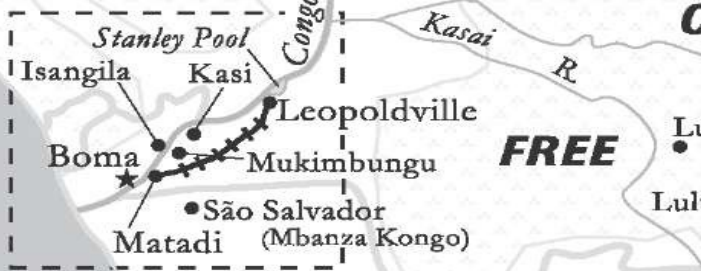 Stanley Pool
Congo
Kasai
R.
Isangila
Kasi
Leopoldville
FREE
Boma
Mukimbungu
São Salvador
(Mbanza Kongo)
Matadi